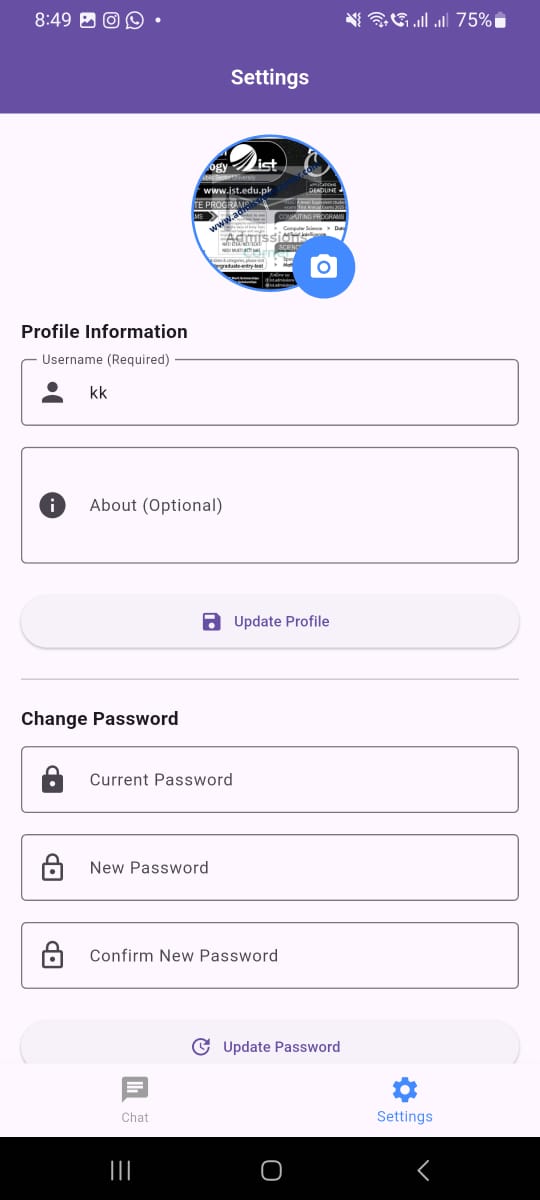 8:49
75%
Settings
ist
ogy
www.ist.edu.pk
TE PROGRAMS
COMPUTING PROGRAMS
Computer Science
Admissions
Profile Information
Username (Required)
kk
About (Optional)
Update Profile
Change Password
Current Password
New Password
Confirm New Password
Update Password
Chat
Settings